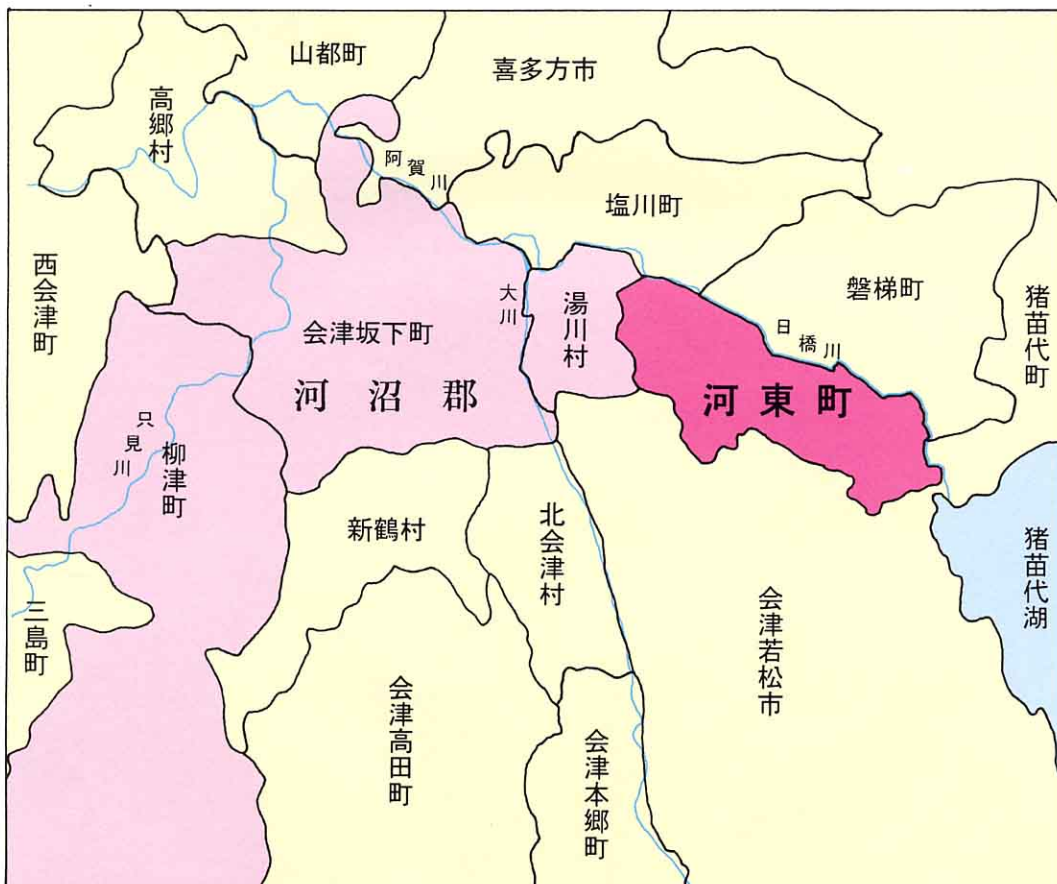 山都町
喜多方市
高郷村
阿賀川
塩川町
西会津町
会津坂下町
大川
湯川村
磐梯町
猪苗代町
日橋川
河沼郡
河東町
只見川
柳津町
新鶴村
北会津村
猪苗代湖
三島町
会津若松市
会津高田町
会津本郷町